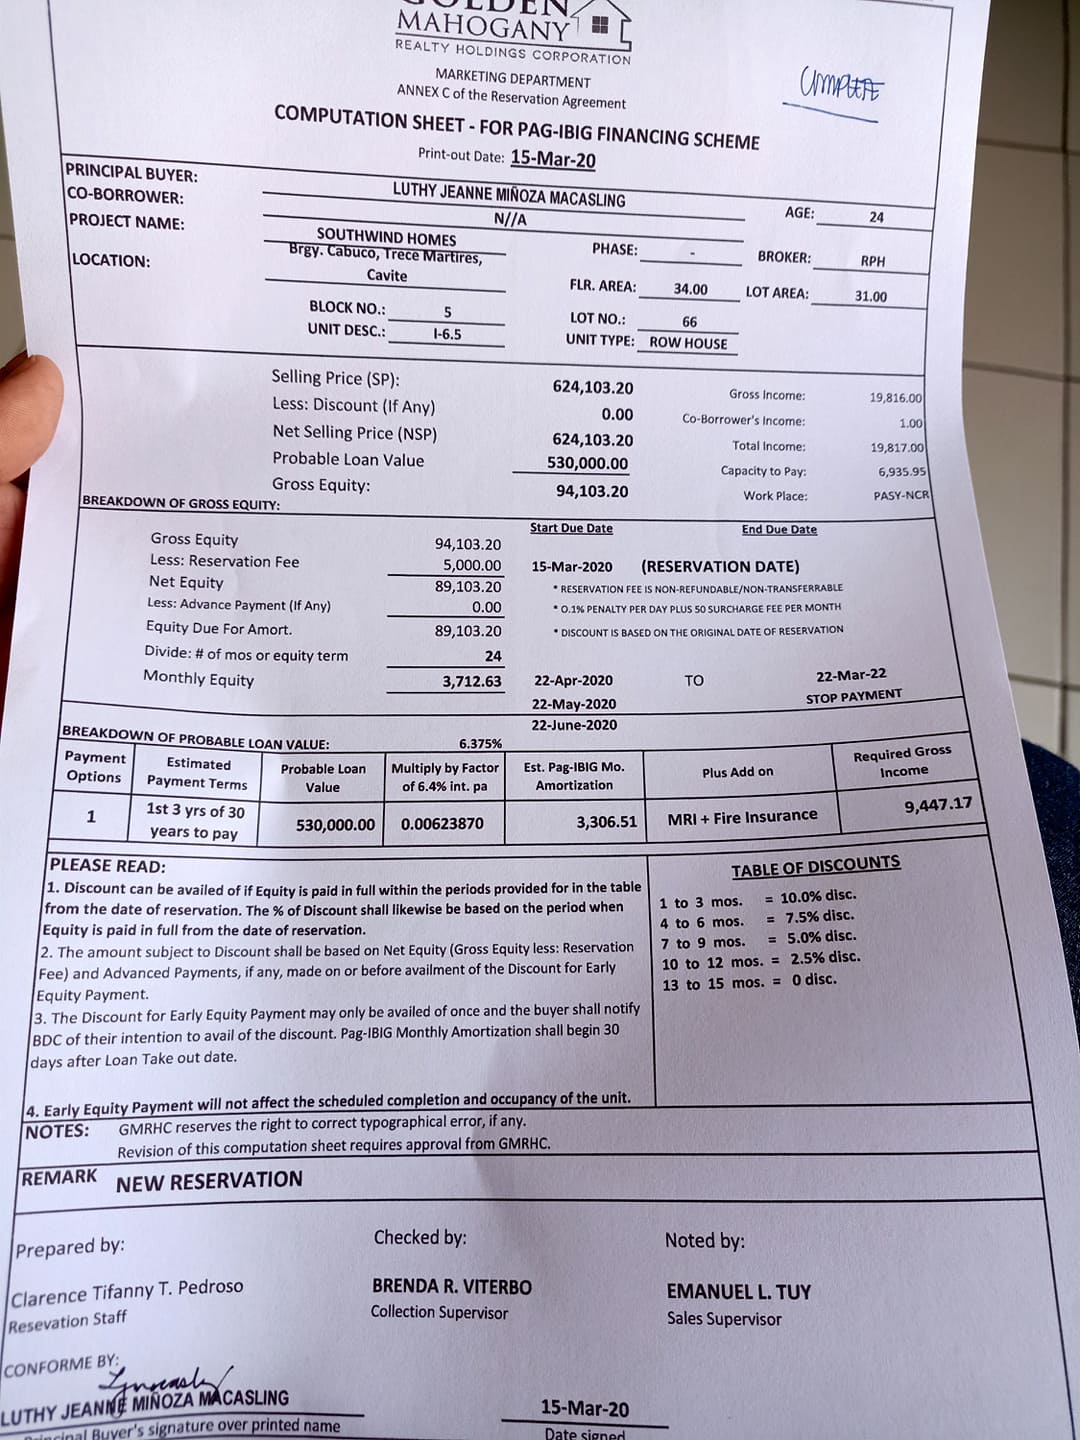 GOLDEN
MAHOGANY
REALTY HOLDINGS CORPORATION
MARKETING DEPARTMENT
ANNEX C of the Reservation Agreement
COMPLETE
COMPUTATION SHEET - FOR PAG-IBIG FINANCING SCHEME
Print-out Date: 15-Mar-20
PRINCIPAL BUYER: LUTHY JEANNE MIÑOZA MACASLING AGE: 24
CO-BORROWER: N//A
PROJECT NAME: SOUTHWIND HOMES PHASE: - BROKER: RPH
LOCATION: Brgy. Cabuco, Trece Martires,
Cavite FLR. AREA: 34.00 LOT AREA: 31.00
BLOCK NO.: 5 LOT NO.: 66
UNIT DESC.: I-6.5 UNIT TYPE: ROW HOUSE
Selling Price (SP): 624,103.20 Gross Income: 19,816.00
Less: Discount (If Any) 0.00 Co-Borrower's Income: 1.00
Net Selling Price (NSP) 624,103.20 Total Income: 19,817.00
Probable Loan Value 530,000.00 Capacity to Pay: 6,935.95
Gross Equity: 94,103.20 Work Place: PASY-NCR
BREAKDOWN OF GROSS EQUITY: Start Due Date End Due Date
Gross Equity 94,103.20
Less: Reservation Fee 5,000.00 15-Mar-2020 (RESERVATION DATE)
Net Equity 89,103.20 * RESERVATION FEE IS NON-REFUNDABLE/NON-TRANSFERRABLE
Less: Advance Payment (If Any) 0.00 * 0.1% PENALTY PER DAY PLUS 50 SURCHARGE FEE PER MONTH
Equity Due For Amort. 89,103.20 * DISCOUNT IS BASED ON THE ORIGINAL DATE OF RESERVATION
Divide: # of mos or equity term 24
Monthly Equity 3,712.63 22-Apr-2020 TO 22-Mar-22
22-May-2020 STOP PAYMENT
22-June-2020
BREAKDOWN OF PROBABLE LOAN VALUE: 6.375%
Payment Options Estimated Payment Terms Probable Loan Value Multiply by Factor of 6.4% int. pa Est. Pag-IBIG Mo. Amortization Plus Add on Required Gross Income
1 1st 3 yrs of 30 years to pay 530,000.00 0.00623870 3,306.51 MRI + Fire Insurance 9,447.17
PLEASE READ:
1. Discount can be availed of if Equity is paid in full within the periods provided for in the table
from the date of reservation. The % of Discount shall likewise be based on the period when
Equity is paid in full from the date of reservation.
2. The amount subject to Discount shall be based on Net Equity (Gross Equity less: Reservation
Fee) and Advanced Payments, if any, made on or before availment of the Discount for Early
Equity Payment.
3. The Discount for Early Equity Payment may only be availed of once and the buyer shall notify
BDC of their intention to avail of the discount. Pag-IBIG Monthly Amortization shall begin 30
days after Loan Take out date.
4. Early Equity Payment will not affect the scheduled completion and occupancy of the unit.
TABLE OF DISCOUNTS
1 to 3 mos. = 10.0% disc.
4 to 6 mos. = 7.5% disc.
7 to 9 mos. = 5.0% disc.
10 to 12 mos. = 2.5% disc.
13 to 15 mos. = 0 disc.
NOTES: GMRHC reserves the right to correct typographical error, if any.
Revision of this computation sheet requires approval from GMRHC.
REMARK NEW RESERVATION
Prepared by: Checked by: Noted by:
Clarence Tifanny T. Pedroso BRENDA R. VITERBO EMANUEL L. TUY
Resevation Staff Collection Supervisor Sales Supervisor
CONFORME BY:
LUTHY JEANNE MIÑOZA MACASLING 15-Mar-20
Principal Buyer's signature over printed name Date signed